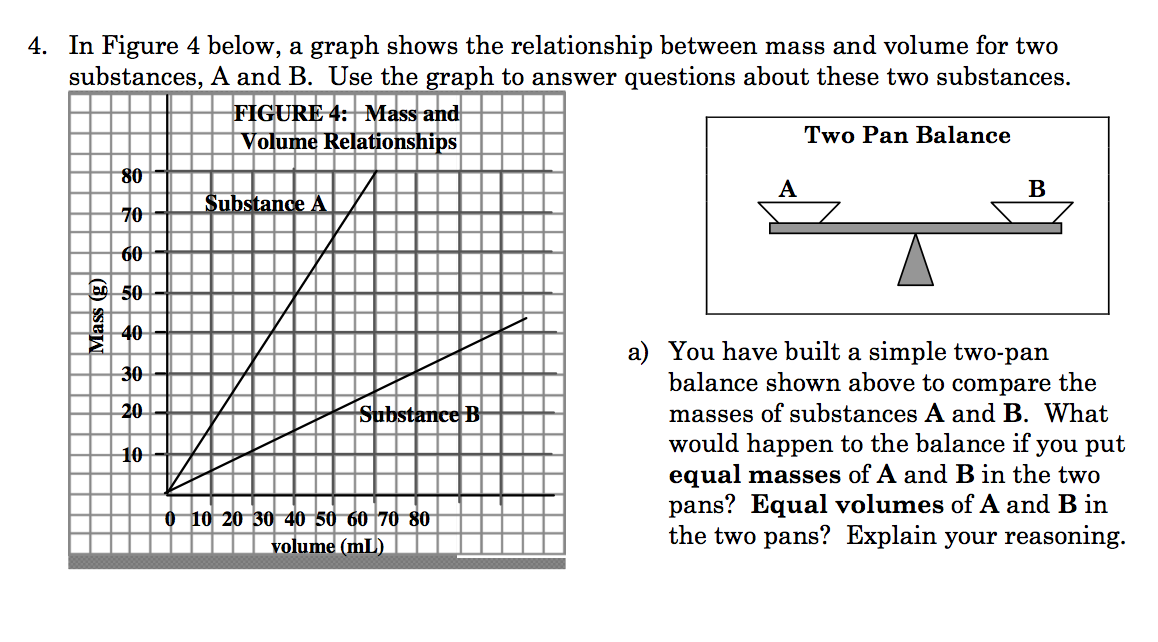 4. In Figure 4 below, a graph shows the relationship between mass and volume for two
substances, A and B. Use the graph to answer questions about these two substances.
FIGURE 4: Mass and
Volume Relationships
80
Substance A
70
60
50
Mass (g)
40
30
20
Substance B
10
0 10 20 30 40 50 60 70 80
volume (mL)
Two Pan Balance
A B
a) You have built a simple two-pan
balance shown above to compare the
masses of substances A and B. What
would happen to the balance if you put
equal masses of A and B in the two
pans? Equal volumes of A and B in
the two pans? Explain your reasoning.